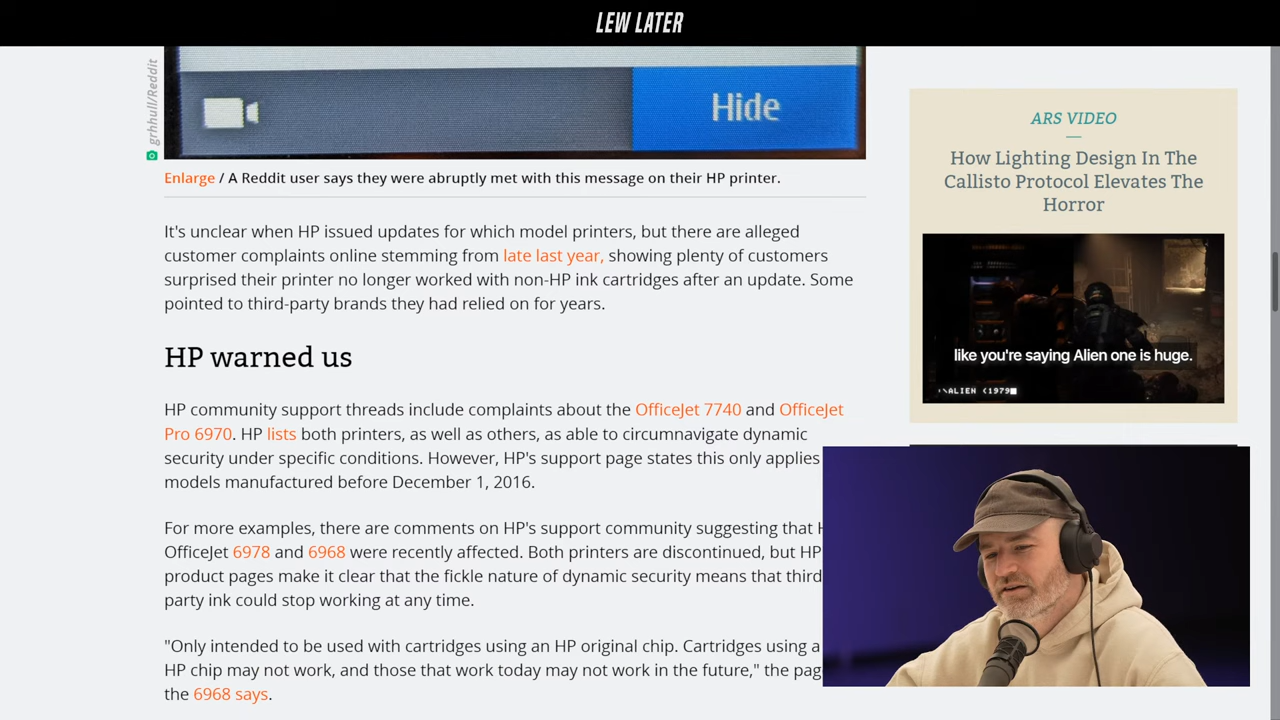 LEW LATER
grhhull/Reddit
Hide
Enlarge / A Reddit user says they were abruptly met with this message on their HP printer.
It's unclear when HP issued updates for which model printers, but there are alleged
customer complaints online stemming from late last year, showing plenty of customers
surprised their printer no longer worked with non-HP ink cartridges after an update. Some
pointed to third-party brands they had relied on for years.
HP warned us
HP community support threads include complaints about the OfficeJet 7740 and OfficeJet
Pro 6970. HP lists both printers, as well as others, as able to circumnavigate dynamic
security under specific conditions. However, HP's support page states this only applies
models manufactured before December 1, 2016.
For more examples, there are comments on HP's support community suggesting that
OfficeJet 6978 and 6968 were recently affected. Both printers are discontinued, but HP
product pages make it clear that the fickle nature of dynamic security means that third
party ink could stop working at any time.
"Only intended to be used with cartridges using an HP original chip. Cartridges using a
HP chip may not work, and those that work today may not work in the future," the pag
the 6968 says.
ARS VIDEO
How Lighting Design In The
Callisto Protocol Elevates The
Horror
like you're saying Alien one is huge.
ALIEN (1979